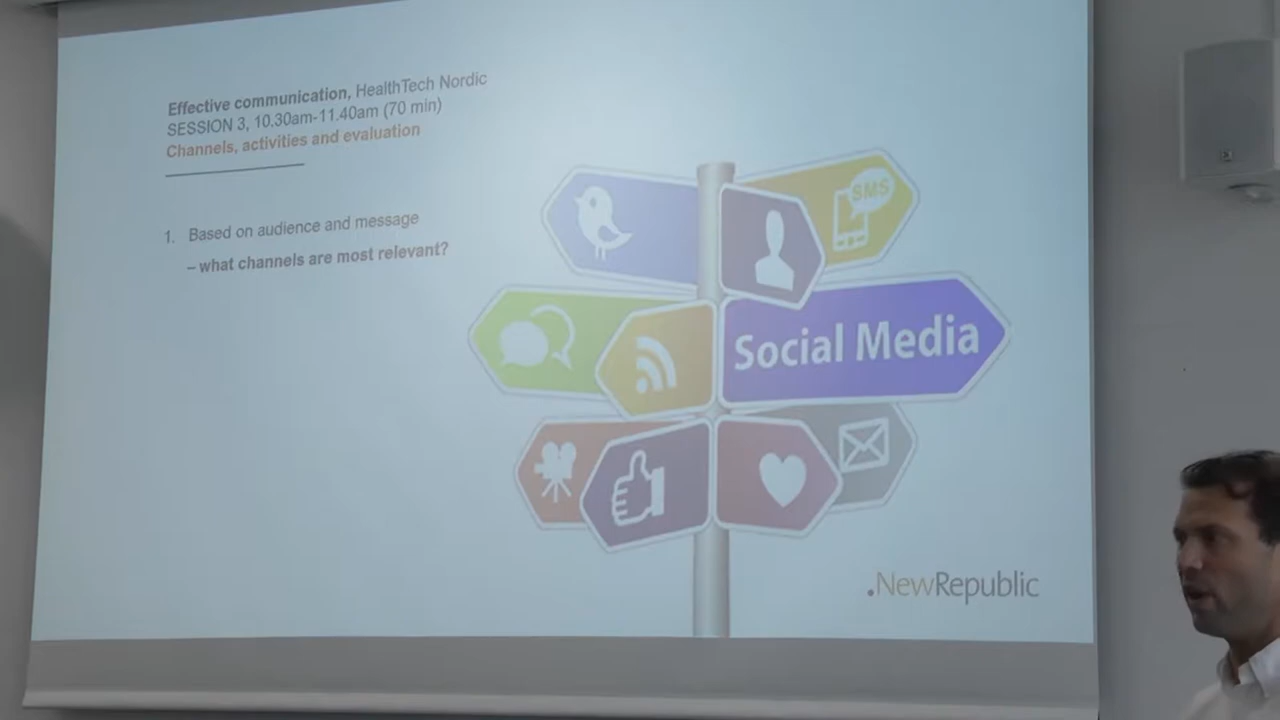 Effective communication, HealthTech Nordic
SESSION 3, 10.30am-11.40am (70 min)
Channels, activities and evaluation
1. Based on audience and message
– what channels are most relevant?
SMS
Social Media
.NewRepublic